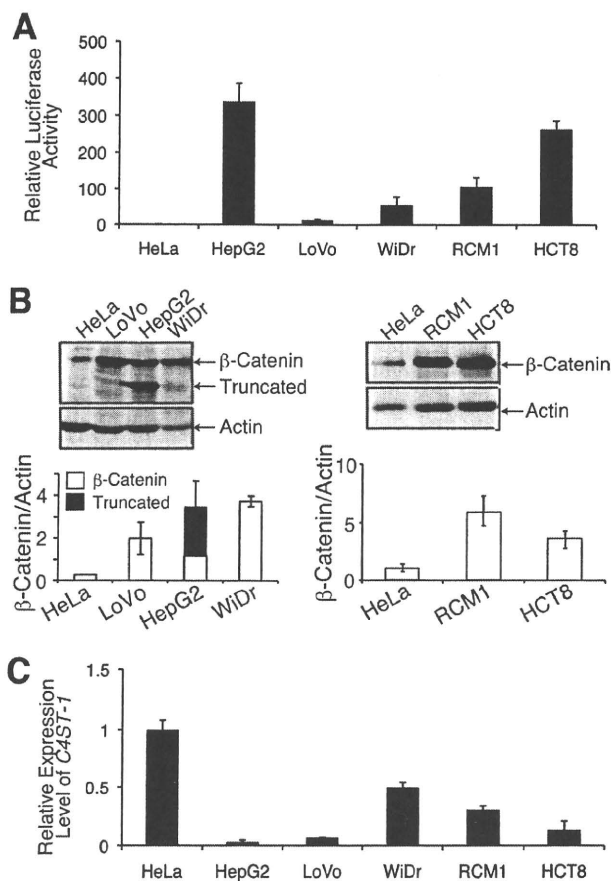 A
Relative Luciferase
Activity
500
400
300
200
100
0
HeLa HepG2 LoVo WiDr RCM1 HCT8
B
HeLa LoVo HepG2 WiDr
β-Catenin
Truncated
Actin
HeLa RCM1 HCT8
β-Catenin
Actin
β-Catenin/Actin
4
2
0
β-Catenin
Truncated
HeLa LoVo HepG2 WiDr
β-Catenin/Actin
10
5
0
HeLa RCM1 HCT8
C
Relative Expression
Level of C4ST-1
1.5
1
0.5
0
HeLa HepG2 LoVo WiDr RCM1 HCT8